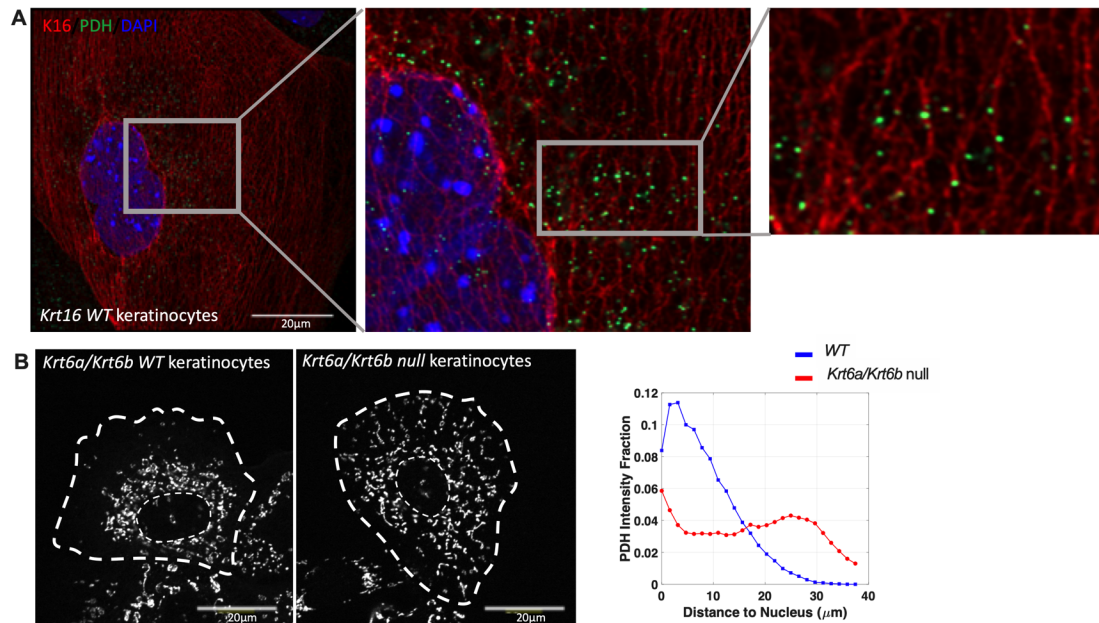 A
K16 PDH DAPI
Krt16 WT keratinocytes
20μm
B
Krt6a/Krt6b WT keratinocytes
20μm
Krt6a/Krt6b null keratinocytes
20μm
WT
Krt6a/Krt6b null
PDH Intensity Fraction
0.12
0.1
0.08
0.06
0.04
0.02
0
0 10 20 30 40
Distance to Nucleus (μm)